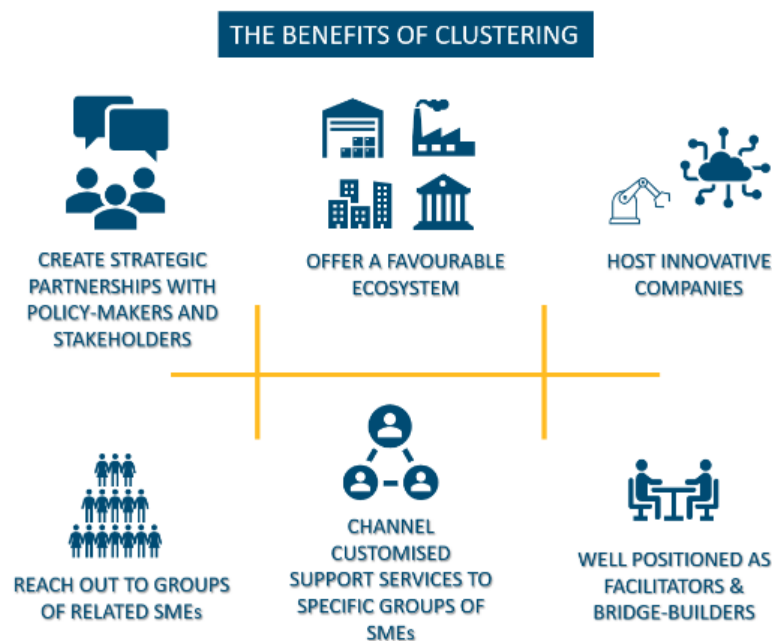 THE BENEFITS OF CLUSTERING
CREATE STRATEGIC
PARTNERSHIPS WITH
POLICY-MAKERS AND
STAKEHOLDERS
OFFER A FAVOURABLE
ECOSYSTEM
HOST INNOVATIVE
COMPANIES
REACH OUT TO GROUPS
OF RELATED SMEs
CHANNEL
CUSTOMISED
SUPPORT SERVICES TO
SPECIFIC GROUPS OF
SMEs
WELL POSITIONED AS
FACILITATORS &
BRIDGE-BUILDERS